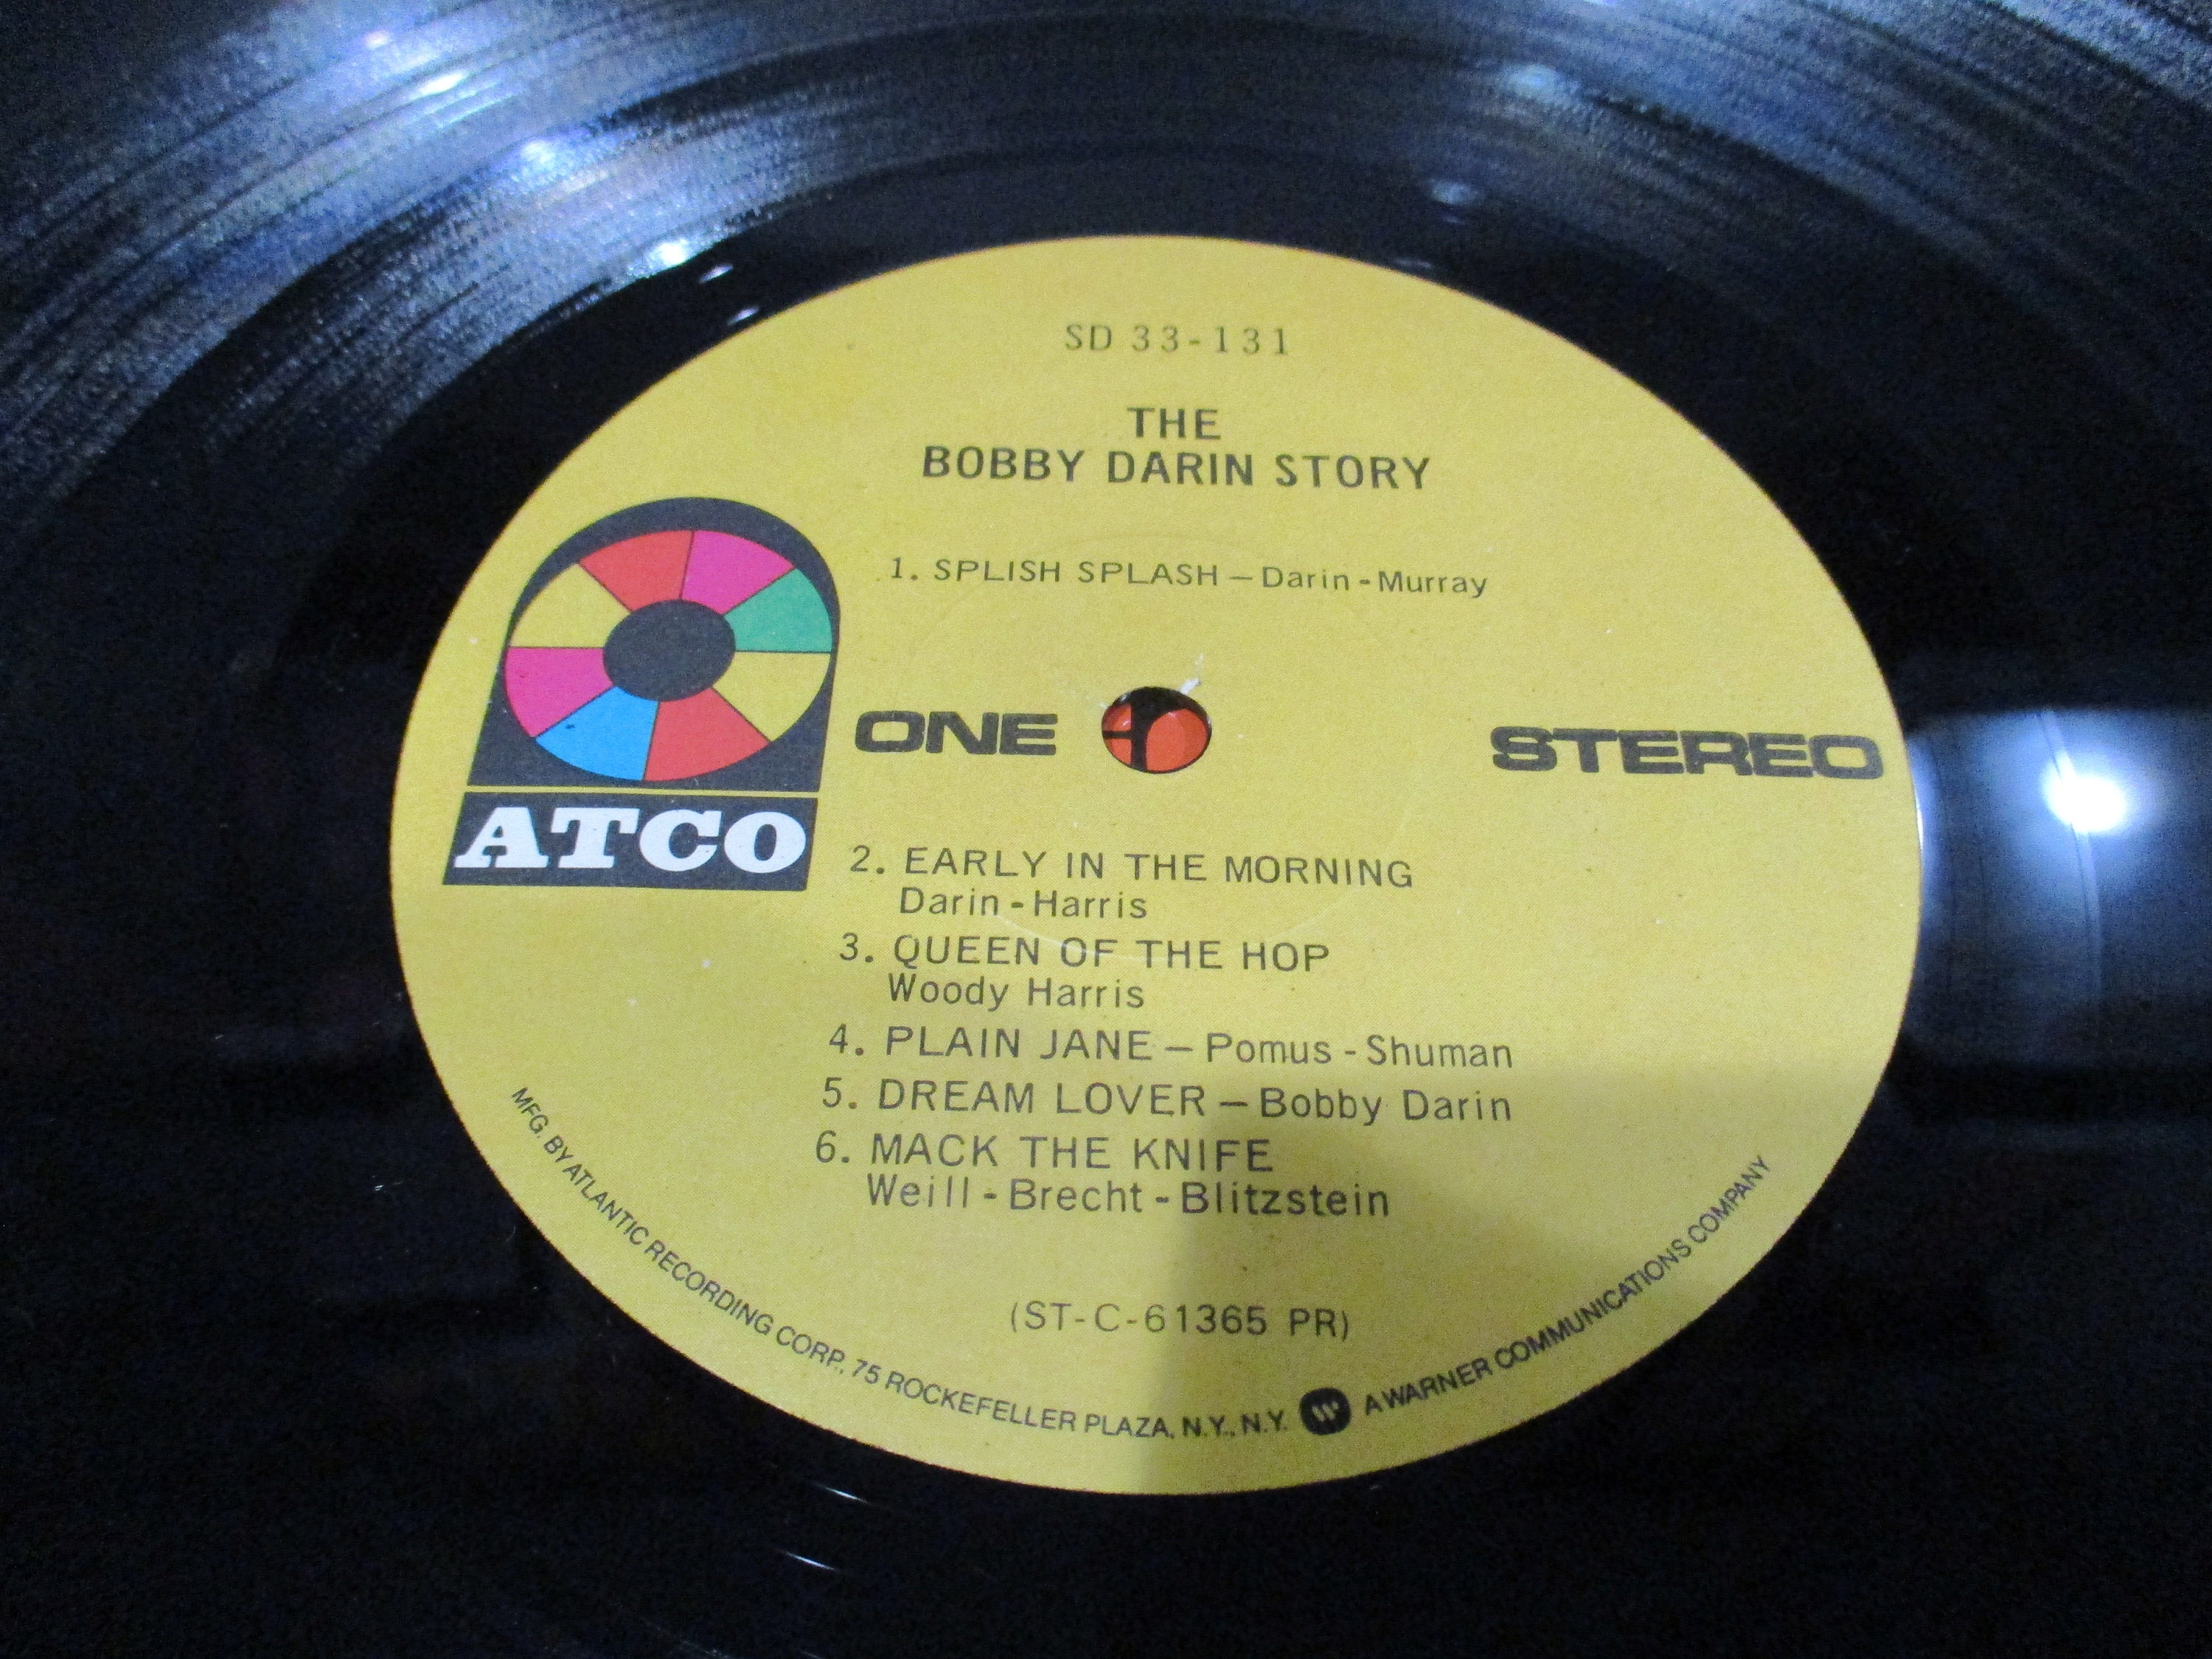 SD 33-131
THE
BOBBY DARIN STORY
1. SPLISH SPLASH – Darin - Murray
ONE
STEREO
ATCO
2. EARLY IN THE MORNING
Darin - Harris
3. QUEEN OF THE HOP
Woody Harris
4. PLAIN JANE – Pomus - Shuman
5. DREAM LOVER – Bobby Darin
6. MACK THE KNIFE
Weill - Brecht - Blitzstein
(ST-C-61365 PR)
MFG. BY ATLANTIC RECORDING CORP., 75 ROCKEFELLER PLAZA, N.Y., N.Y. W A WARNER COMMUNICATIONS COMPANY